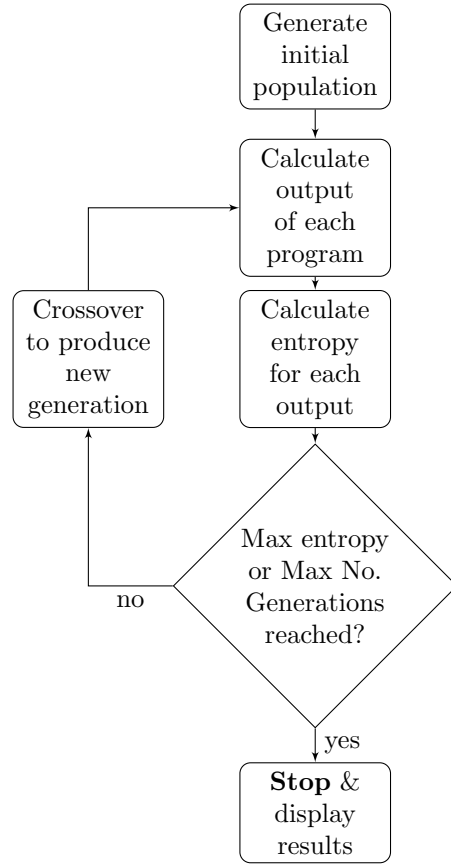 Generate
initial
population
Calculate
output
of each
program
Crossover
to produce
new
generation
Calculate
entropy
for each
output
Max entropy
or Max No.
Generations
reached?
no
yes
Stop &
display
results